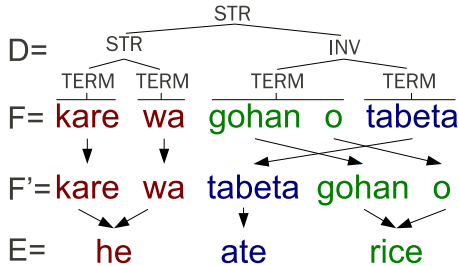 STR
D= STR INV
TERM TERM TERM TERM
F= kare wa gohan o tabeta
F'= kare wa tabeta gohan o
E= he ate rice